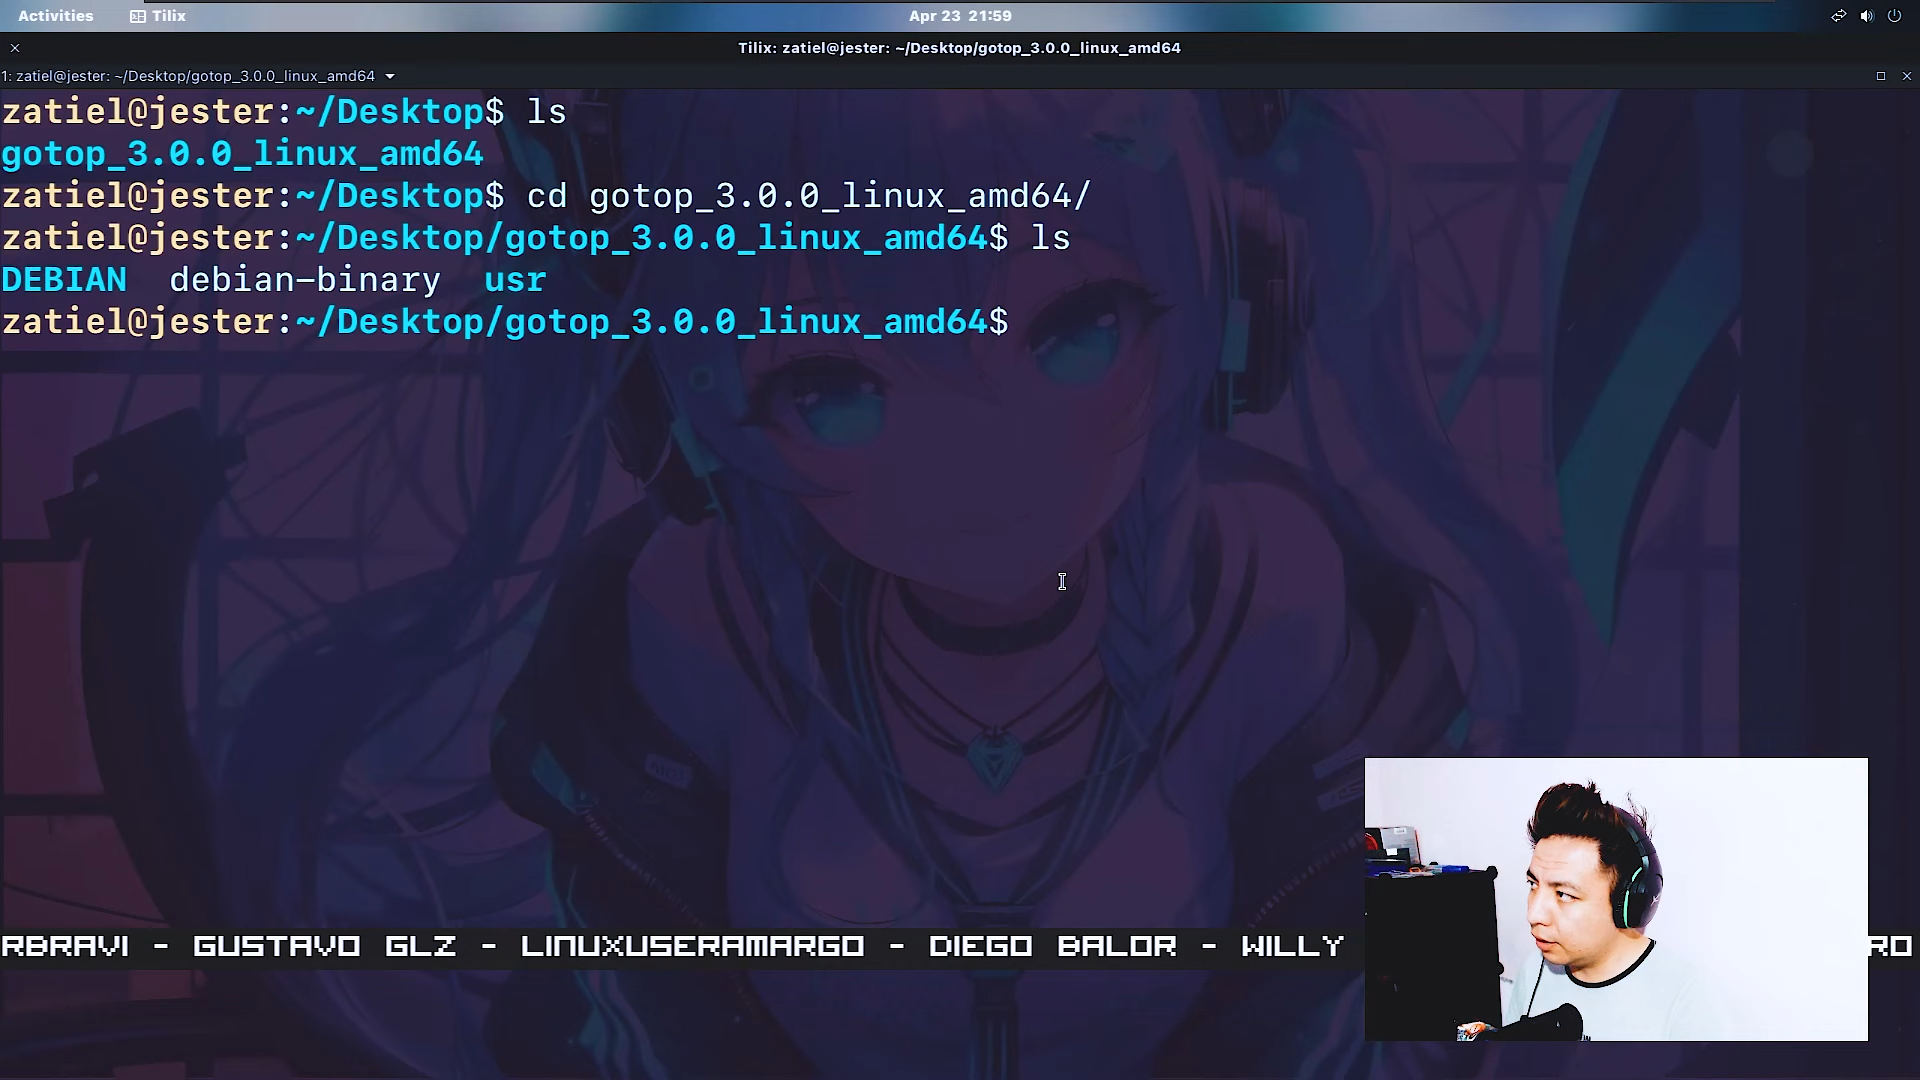 Activities
Tilix
Apr 23 21:59
Tilix: zatiel@jester: ~/Desktop/gotop_3.0.0_linux_amd64
1: zatiel@jester: ~/Desktop/gotop_3.0.0_linux_amd64
zatiel@jester:~/Desktop$ ls
gotop_3.0.0_linux_amd64
zatiel@jester:~/Desktop$ cd gotop_3.0.0_linux_amd64/
zatiel@jester:~/Desktop/gotop_3.0.0_linux_amd64$ ls
DEBIAN debian-binary usr
zatiel@jester:~/Desktop/gotop_3.0.0_linux_amd64$
RBRAVI - GUSTAVO GLZ - LINUXUSERAMARGO - DIEGO BALOR - WILLY RO